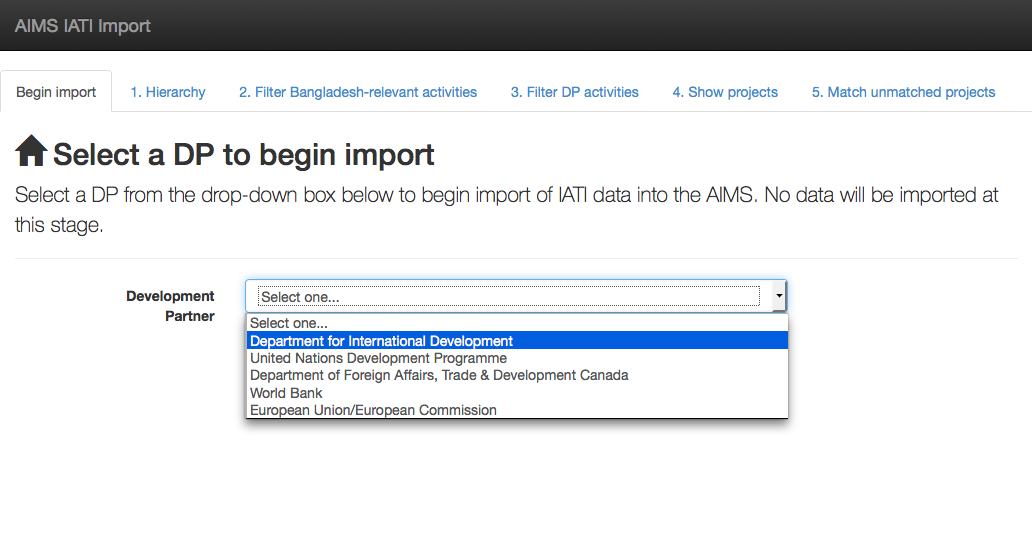 AIMS IATI Import
Begin import
1. Hierarchy
2. Filter Bangladesh-relevant activities
3. Filter DP activities
4. Show projects
5. Match unmatched projects
Select a DP to begin import
Select a DP from the drop-down box below to begin import of IATI data into the AIMS. No data will be imported at
this stage.
Development
Partner
Select one...
Select one...
Department for International Development
United Nations Development Programme
Department of Foreign Affairs, Trade & Development Canada
World Bank
European Union/European Commission